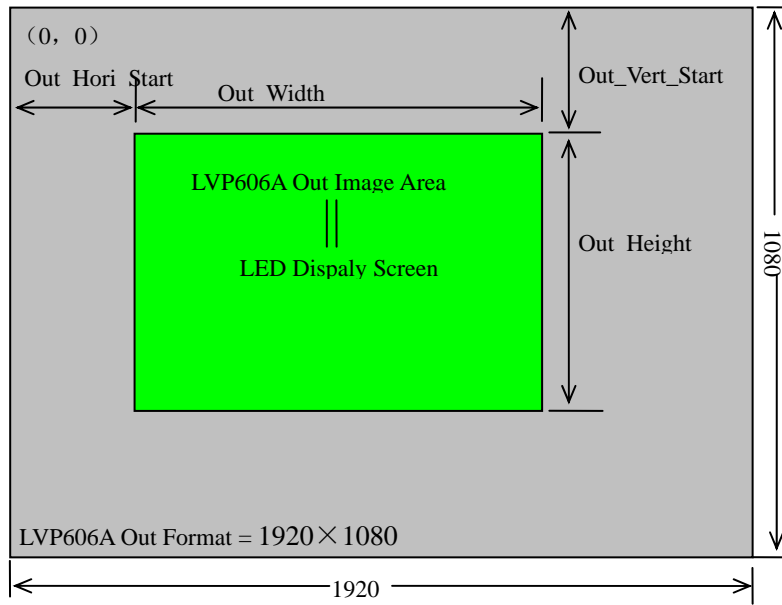 （0，0）
Out Hori Start
Out Width
Out_Vert_Start
LVP606A Out Image Area
LED Dispaly Screen
Out Height
1080
LVP606A Out Format = 1920×1080
1920